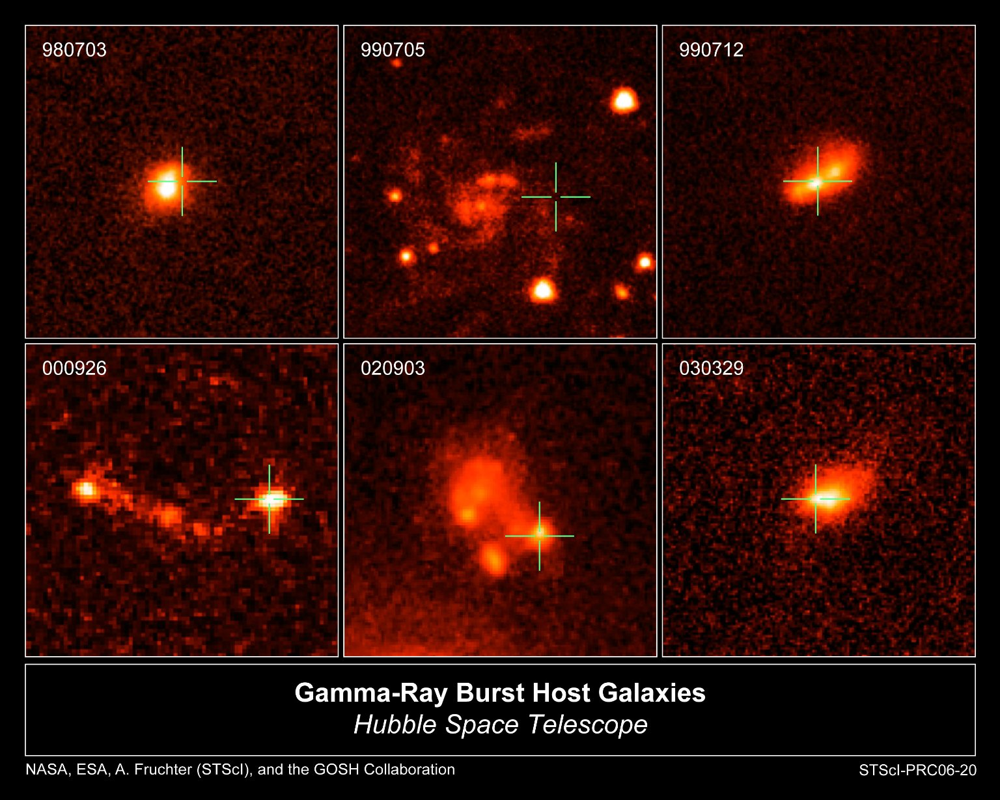 980703
990705
990712
000926
020903
030329
Gamma-Ray Burst Host Galaxies
Hubble Space Telescope
NASA, ESA, A. Fruchter (STScI), and the GOSH Collaboration
STScI-PRC06-20